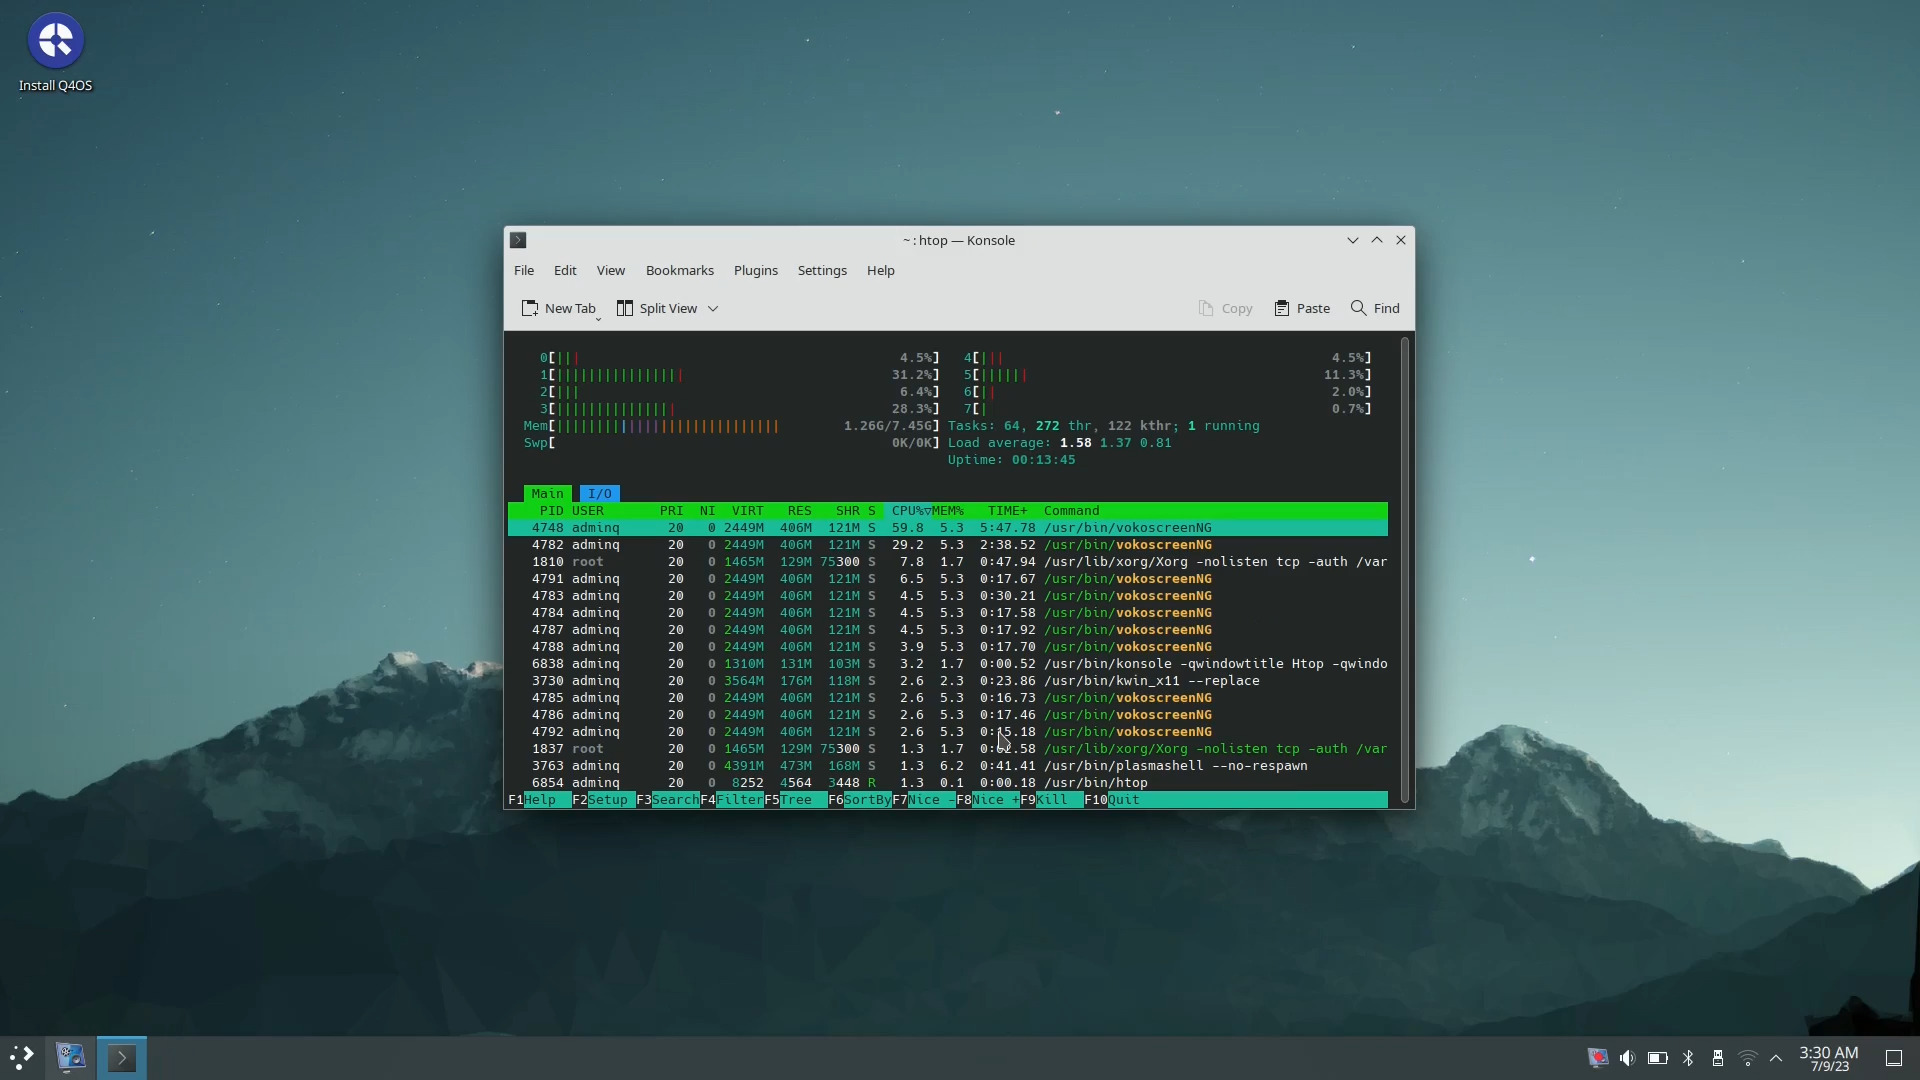 Install Q4OS
~ : htop — Konsole
File Edit View Bookmarks Plugins Settings Help
New Tab Split View Copy Paste Find
0[||| 4.5%] 4[||| 4.5%]
1[|||||||||||||||| 31.2%] 5[|||||| 11.3%]
2[||| 6.4%] 6[|| 2.0%]
3[||||||||||||||| 28.3%] 7[| 0.7%]
Mem[|||||||||||||||||||||||||||| 1.26G/7.45G] Tasks: 64, 272 thr, 122 kthr; 1 running
Swp[ 0K/0K] Load average: 1.58 1.37 0.81
Uptime: 00:13:45
Main I/O
PID USER PRI NI VIRT RES SHR S CPU%▽MEM% TIME+ Command
4748 adminq 20 0 2449M 406M 121M S 59.8 5.3 5:47.78 /usr/bin/vokoscreenNG
4782 adminq 20 0 2449M 406M 121M S 29.2 5.3 2:38.52 /usr/bin/vokoscreenNG
1810 root 20 0 1465M 129M 75300 S 7.8 1.7 0:47.94 /usr/lib/xorg/Xorg -nolisten tcp -auth /var
4791 adminq 20 0 2449M 406M 121M S 6.5 5.3 0:17.67 /usr/bin/vokoscreenNG
4783 adminq 20 0 2449M 406M 121M S 4.5 5.3 0:30.21 /usr/bin/vokoscreenNG
4784 adminq 20 0 2449M 406M 121M S 4.5 5.3 0:17.58 /usr/bin/vokoscreenNG
4787 adminq 20 0 2449M 406M 121M S 4.5 5.3 0:17.92 /usr/bin/vokoscreenNG
4788 adminq 20 0 2449M 406M 121M S 3.9 5.3 0:17.70 /usr/bin/vokoscreenNG
6838 adminq 20 0 1310M 131M 103M S 3.2 1.7 0:00.52 /usr/bin/konsole -qwindowtitle Htop -qwindo
3730 adminq 20 0 3564M 176M 118M S 2.6 2.3 0:23.86 /usr/bin/kwin_x11 --replace
4785 adminq 20 0 2449M 406M 121M S 2.6 5.3 0:16.73 /usr/bin/vokoscreenNG
4786 adminq 20 0 2449M 406M 121M S 2.6 5.3 0:17.46 /usr/bin/vokoscreenNG
4792 adminq 20 0 2449M 406M 121M S 2.6 5.3 0:15.18 /usr/bin/vokoscreenNG
1837 root 20 0 1465M 129M 75300 S 1.3 1.7 /usr/lib/xorg/Xorg -nolisten tcp -auth /var
3763 adminq 20 0 4391M 473M 168M S 1.3 6.2 0:41.41 /usr/bin/plasmashell --no-respawn
6854 adminq 20 0 8252 4564 3448 R 1.3 0.1 0:00.18 /usr/bin/htop
F1Help F2Setup F3SearchF4FilterF5Tree F6SortByF7Nice -F8Nice +F9Kill F10Quit
3:30 AM
7/9/23